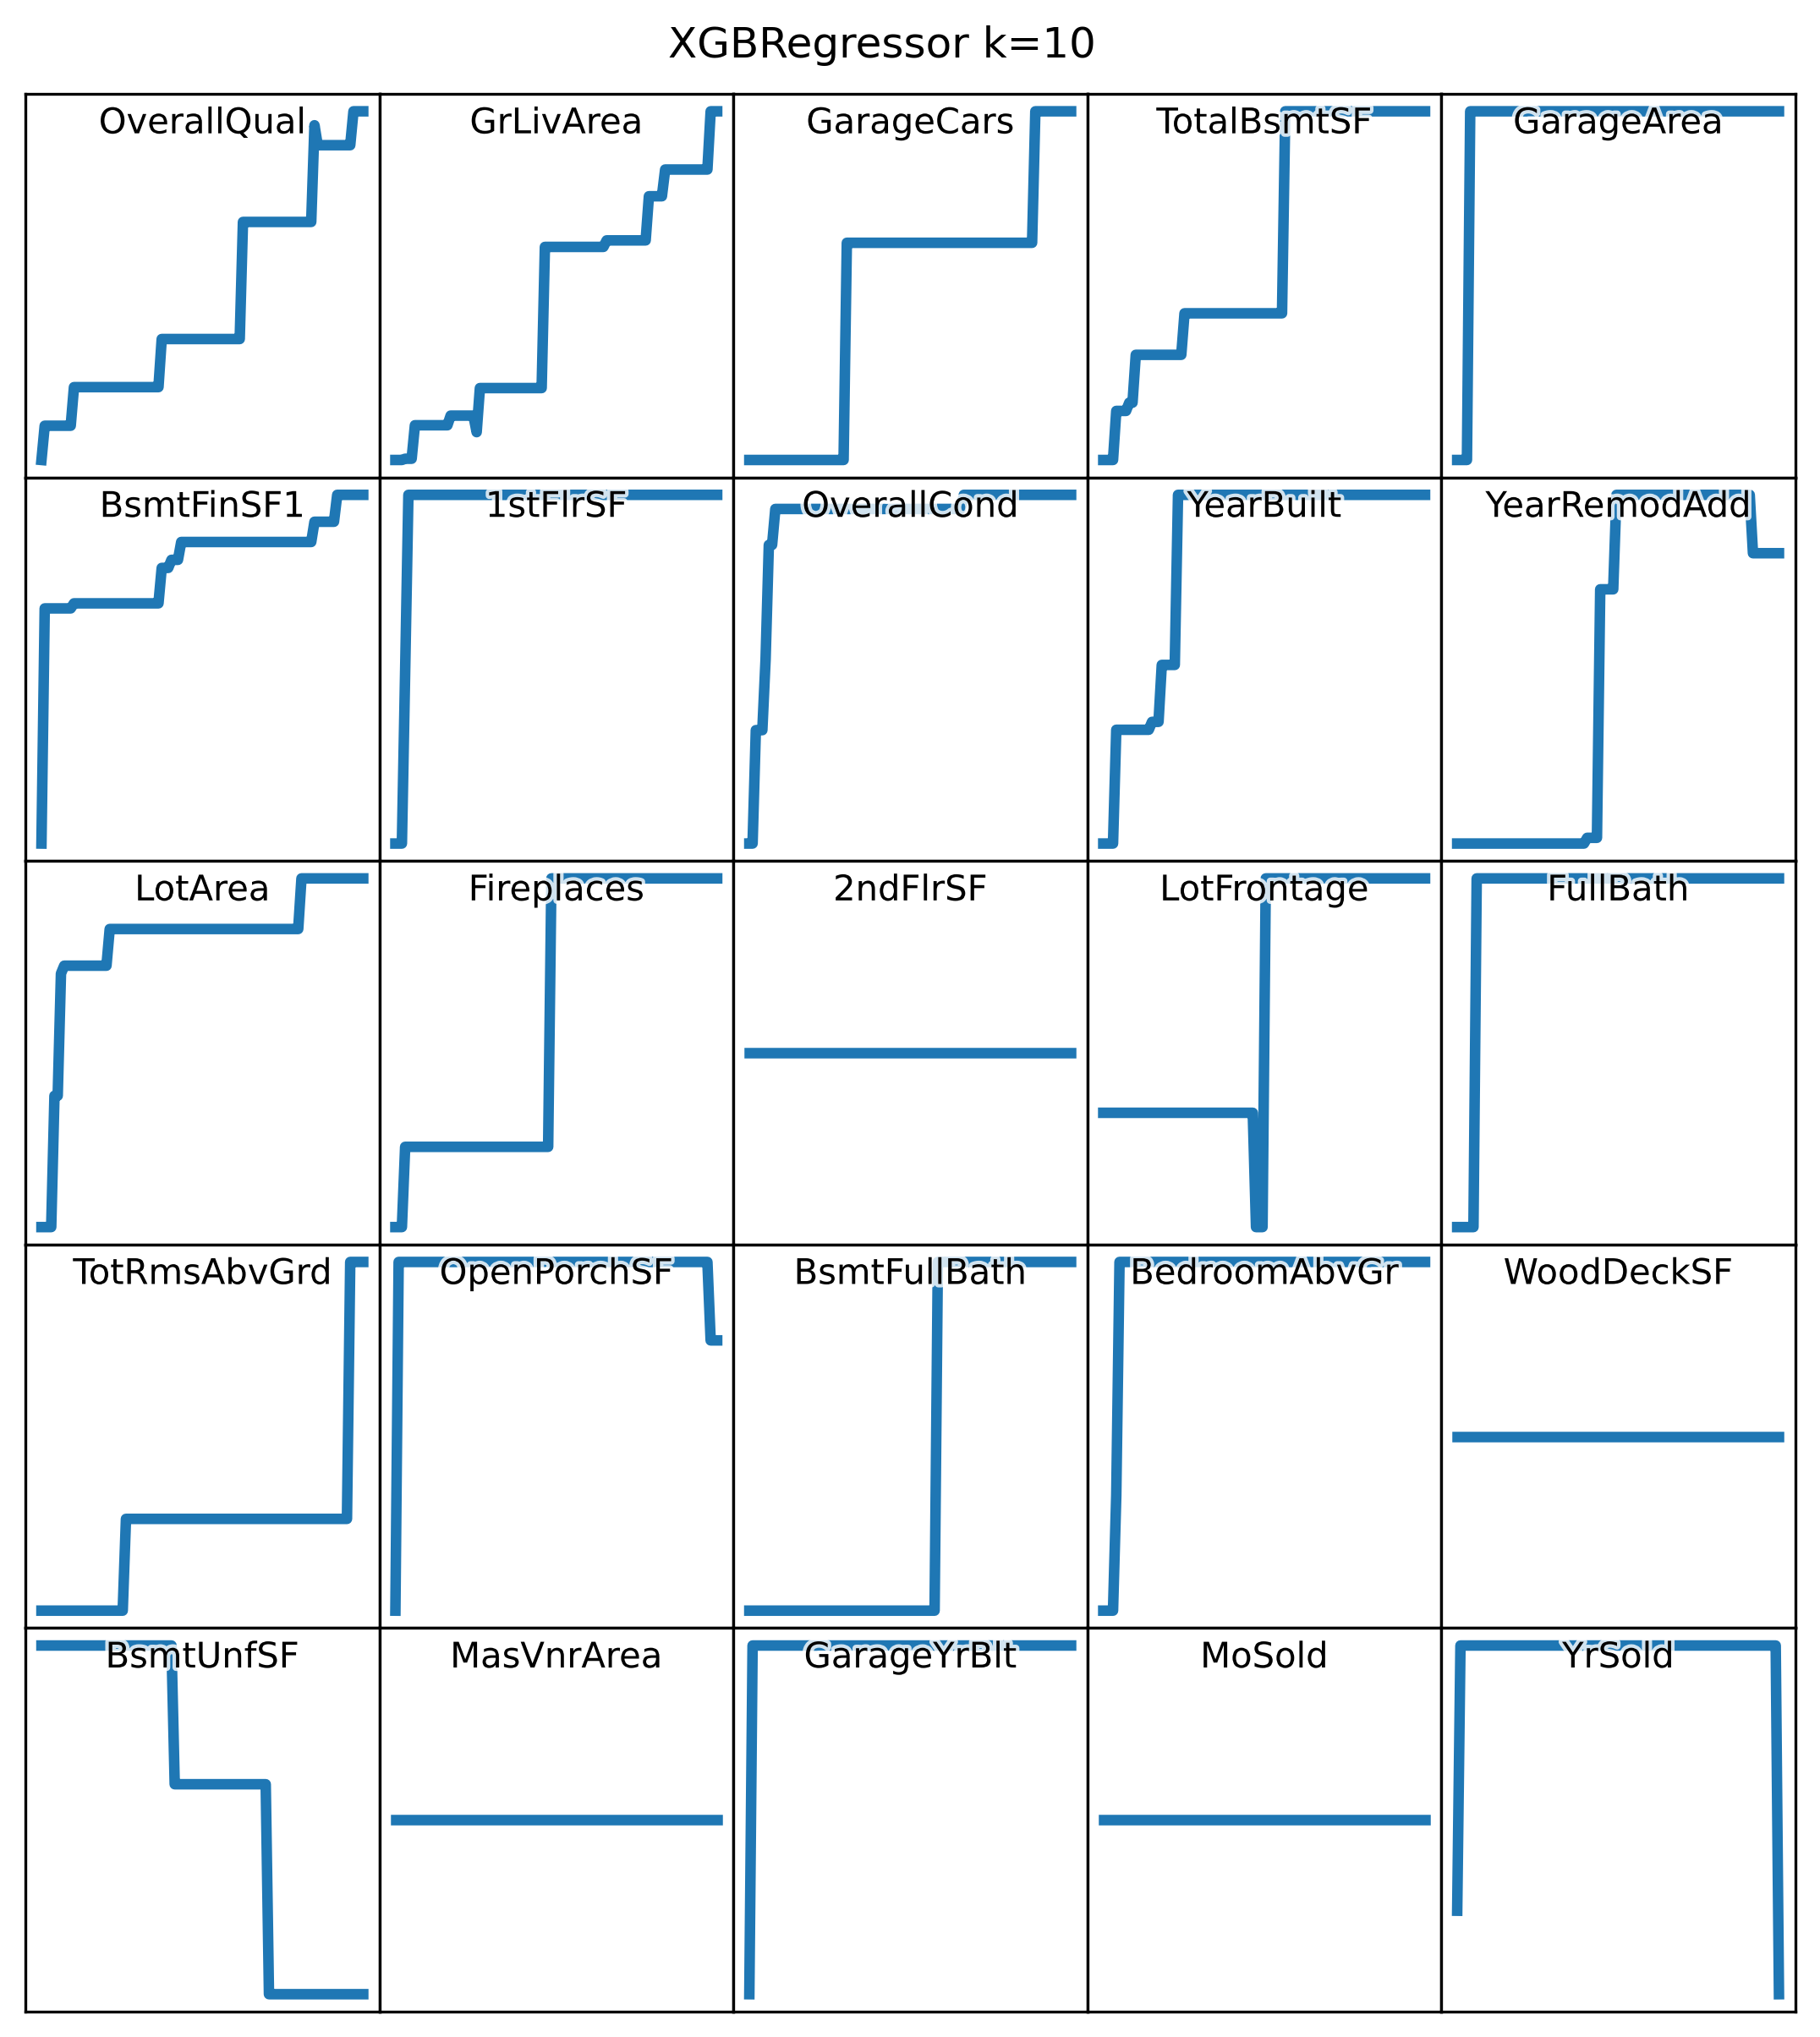 XGBRegressor k=10
OverallQual
GrLivArea
GarageCars
TotalBsmtSF
GarageArea
BsmtFinSF1
1stFlrSF
OverallCond
YearBuilt
YearRemodAdd
LotArea
Fireplaces
2ndFlrSF
LotFrontage
FullBath
TotRmsAbvGrd
OpenPorchSF
BsmtFullBath
BedroomAbvGr
WoodDeckSF
BsmtUnfSF
MasVnrArea
GarageYrBlt
MoSold
YrSold